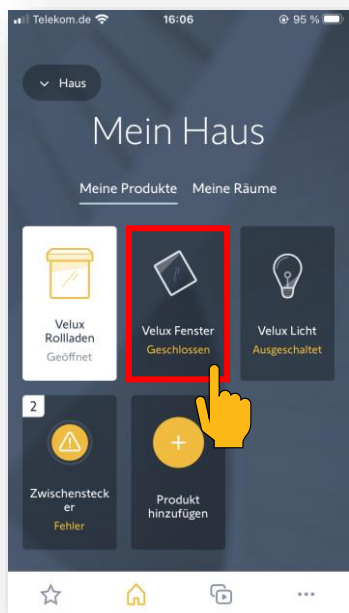 Telekom.de 16:06 95 %
Haus
Mein Haus
Meine Produkte Meine Räume
Velux
Rollladen
Geöffnet
Velux Fenster
Geschlossen
Velux Licht
Ausgeschaltet
2
Zwischensteck
er
Fehler
Produkt
hinzufügen